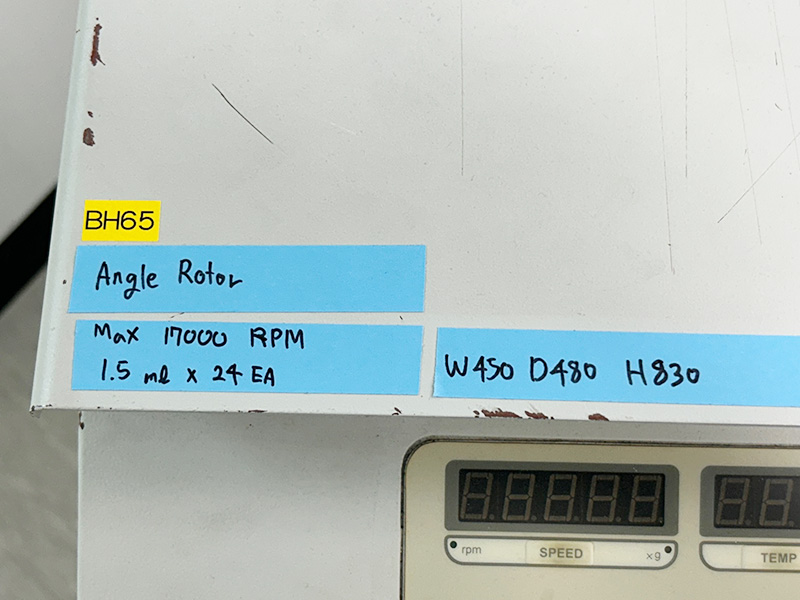 BH65
Angle Rotor
Max 17000 RPM
1.5 ml x 24 EA
W450 D480 H830
rpm SPEED xg
TEMP